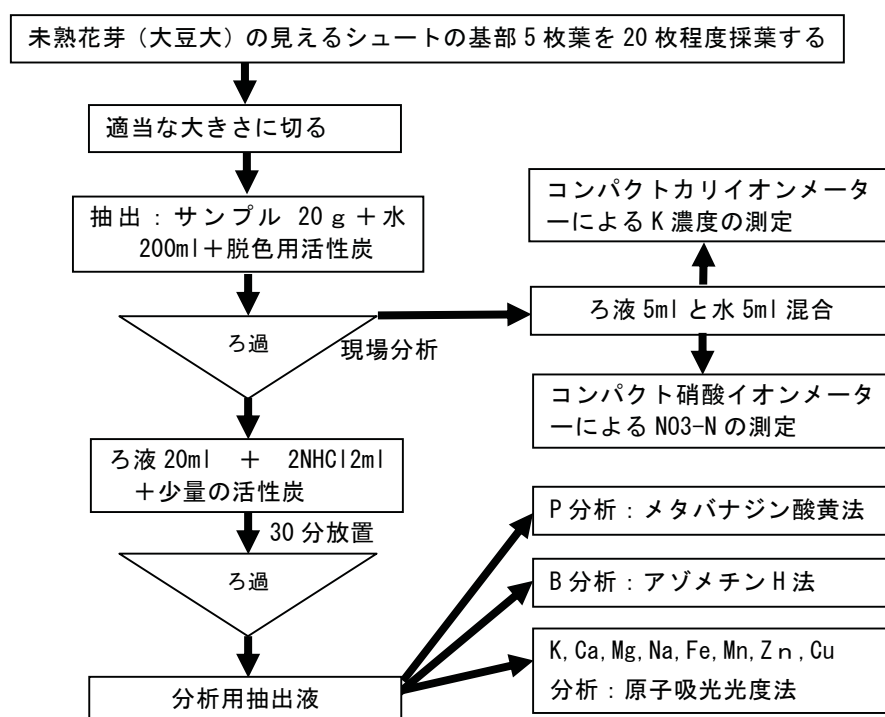 未熟花芽（大豆大）の見えるシュートの基部5枚葉を20枚程度採葉する
適当な大きさに切る
抽出：サンプル 20ｇ＋水
200ml＋脱色用活性炭
ろ過
現場分析
コンパクトカリイオンメータ
ーによるK濃度の測定
ろ液5mlと水5ml混合
コンパクト硝酸イオンメータ
ーによるNO3-Nの測定
ろ液20ml ＋ 2NHCl2ml
＋少量の活性炭
30分放置
ろ過
分析用抽出液
P分析：メタバナジン酸黄法
B分析：アゾメチンH法
K,Ca,Mg,Na,Fe,Mn,Zｎ,Cu
分析：原子吸光光度法